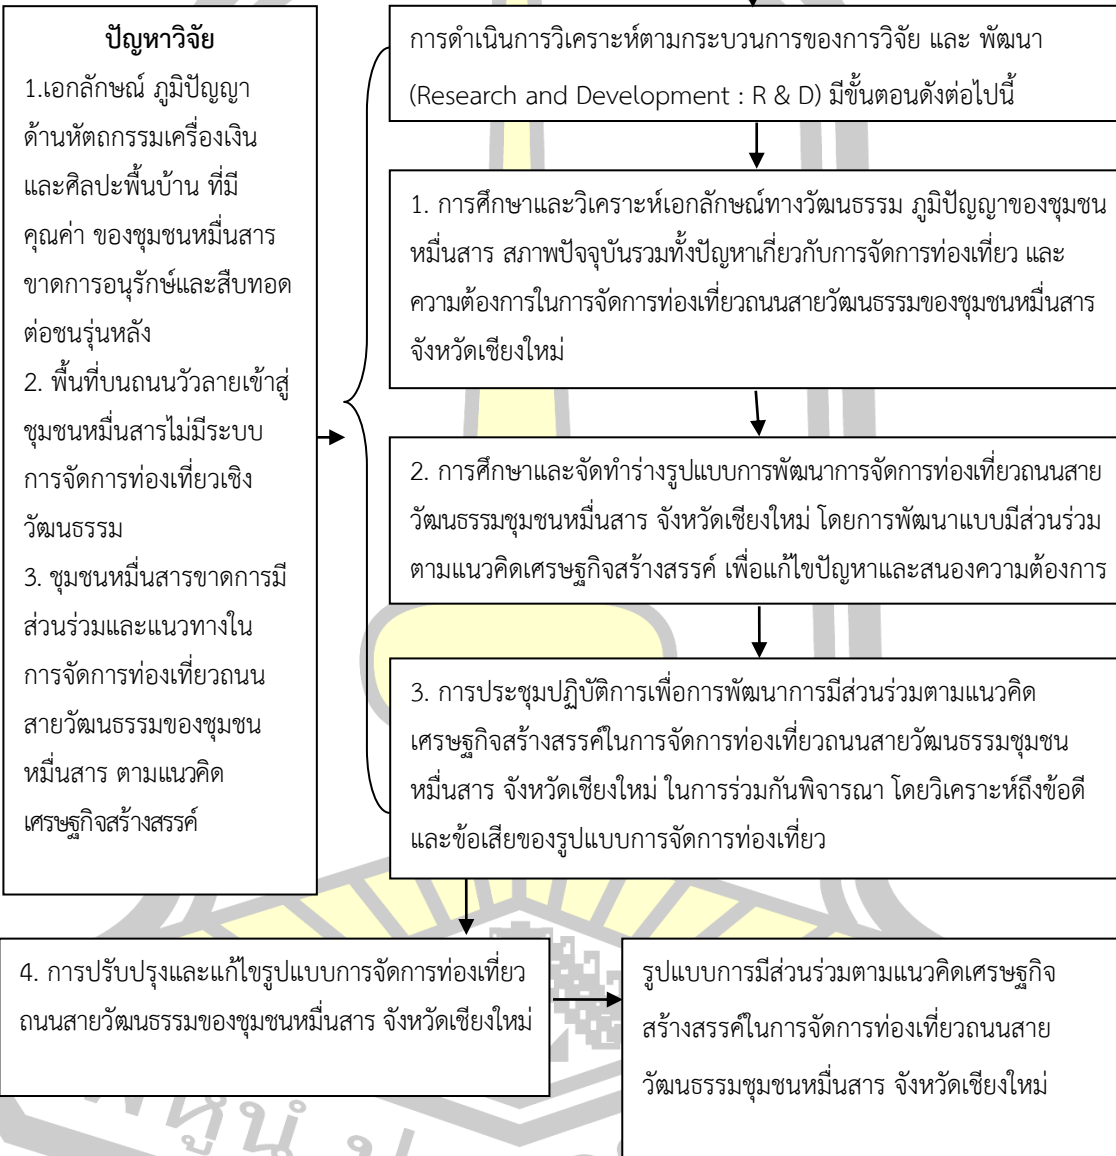 ปัญหาวิจัย
1.เอกลักษณ์ ภูมิปัญญา
ด้านหัตถกรรมเครื่องเงิน
และศิลปะพื้นบ้าน ที่มี
คุณค่า ของชุมชนหมื่นสาร
ขาดการอนุรักษ์และสืบทอด
ต่อชนรุ่นหลัง
2. พื้นที่บนถนนวัวลายเข้าสู่
ชุมชนหมื่นสารไม่มีระบบ
การจัดการท่องเที่ยวเชิง
วัฒนธรรม
3. ชุมชนหมื่นสารขาดการมี
ส่วนร่วมและแนวทางใน
การจัดการท่องเที่ยวถนน
สายวัฒนธรรมของชุมชน
หมื่นสาร ตามแนวคิด
เศรษฐกิจสร้างสรรค์
การดำเนินการวิเคราะห์ตามกระบวนการของการวิจัย และ พัฒนา
(Research and Development : R & D) มีขั้นตอนดังต่อไปนี้
1. การศึกษาและวิเคราะห์เอกลักษณ์ทางวัฒนธรรม ภูมิปัญญาของชุมชน
หมื่นสาร สภาพปัจจุบันรวมทั้งปัญหาเกี่ยวกับการจัดการท่องเที่ยว และ
ความต้องการในการจัดการท่องเที่ยวถนนสายวัฒนธรรมของชุมชนหมื่นสาร
จังหวัดเชียงใหม่
2. การศึกษาและจัดทำร่างรูปแบบการพัฒนาการจัดการท่องเที่ยวถนนสาย
วัฒนธรรมชุมชนหมื่นสาร จังหวัดเชียงใหม่ โดยการพัฒนาแบบมีส่วนร่วม
ตามแนวคิดเศรษฐกิจสร้างสรรค์ เพื่อแก้ไขปัญหาและสนองความต้องการ
3. การประชุมปฏิบัติการเพื่อการพัฒนาการมีส่วนร่วมตามแนวคิด
เศรษฐกิจสร้างสรรค์ในการจัดการท่องเที่ยวถนนสายวัฒนธรรมชุมชน
หมื่นสาร จังหวัดเชียงใหม่ ในการร่วมกันพิจารณา โดยวิเคราะห์ถึงข้อดี
และข้อเสียของรูปแบบการจัดการท่องเที่ยว
4. การปรับปรุงและแก้ไขรูปแบบการจัดการท่องเที่ยว
ถนนสายวัฒนธรรมของชุมชนหมื่นสาร จังหวัดเชียงใหม่
รูปแบบการมีส่วนร่วมตามแนวคิดเศรษฐกิจ
สร้างสรรค์ในการจัดการท่องเที่ยวถนนสาย
วัฒนธรรมชุมชนหมื่นสาร จังหวัดเชียงใหม่